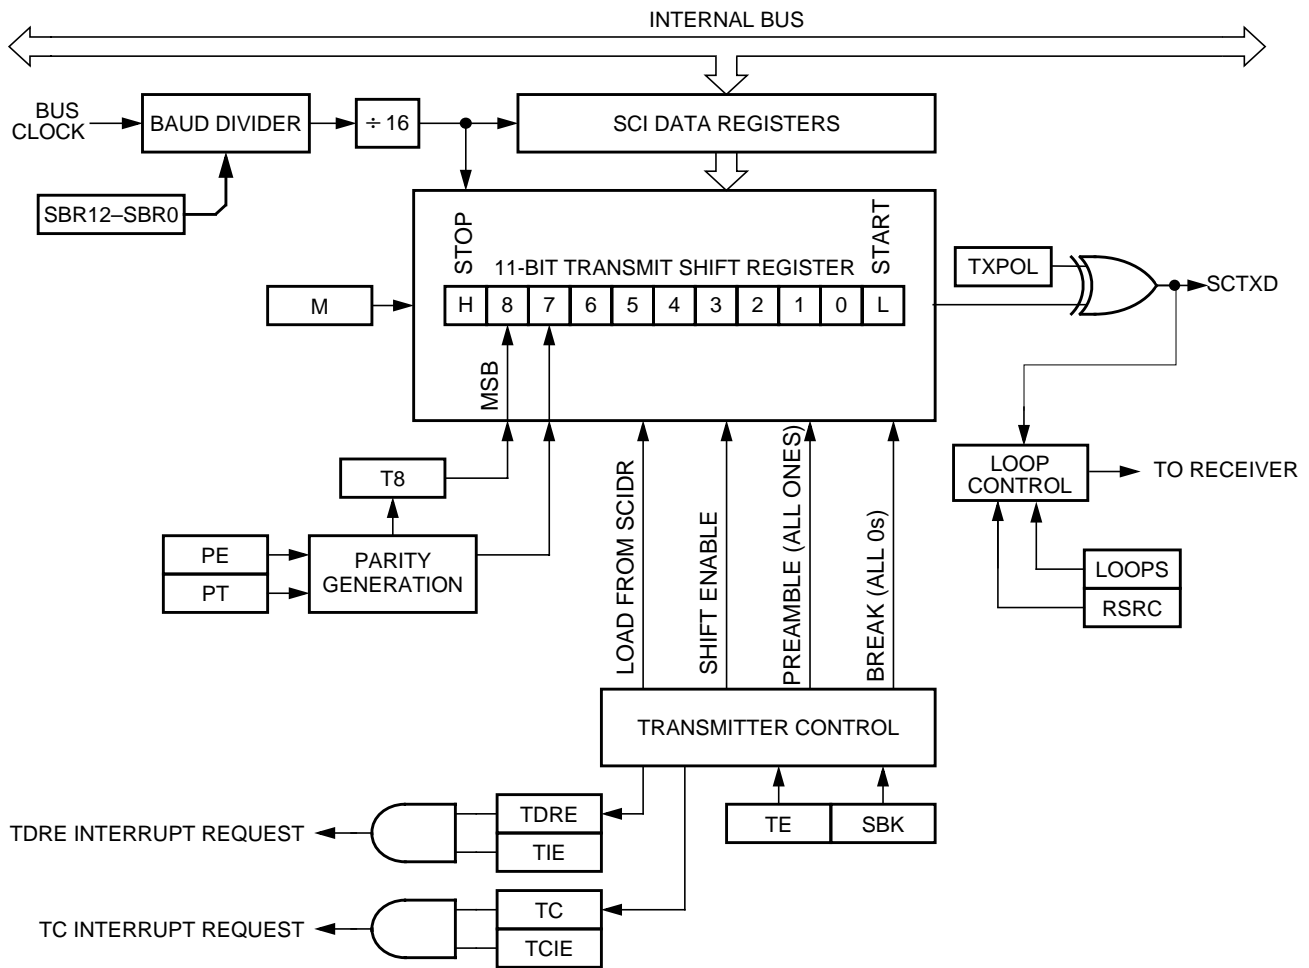 INTERNAL BUS
BUS
CLOCK
BAUD DIVIDER
÷ 16
SCI DATA REGISTERS
SBR12–SBR0
STOP
11-BIT TRANSMIT SHIFT REGISTER
START
TXPOL
SCTXD
M
H 8 7 6 5 4 3 2 1 0 L
MSB
LOOP
CONTROL
TO RECEIVER
T8
LOAD FROM SCIDR
SHIFT ENABLE
PREAMBLE (ALL ONES)
BREAK (ALL 0s)
PE
PT
PARITY
GENERATION
LOOPS
RSRC
TRANSMITTER CONTROL
TDRE INTERRUPT REQUEST
TDRE
TIE
TE
SBK
TC INTERRUPT REQUEST
TC
TCIE